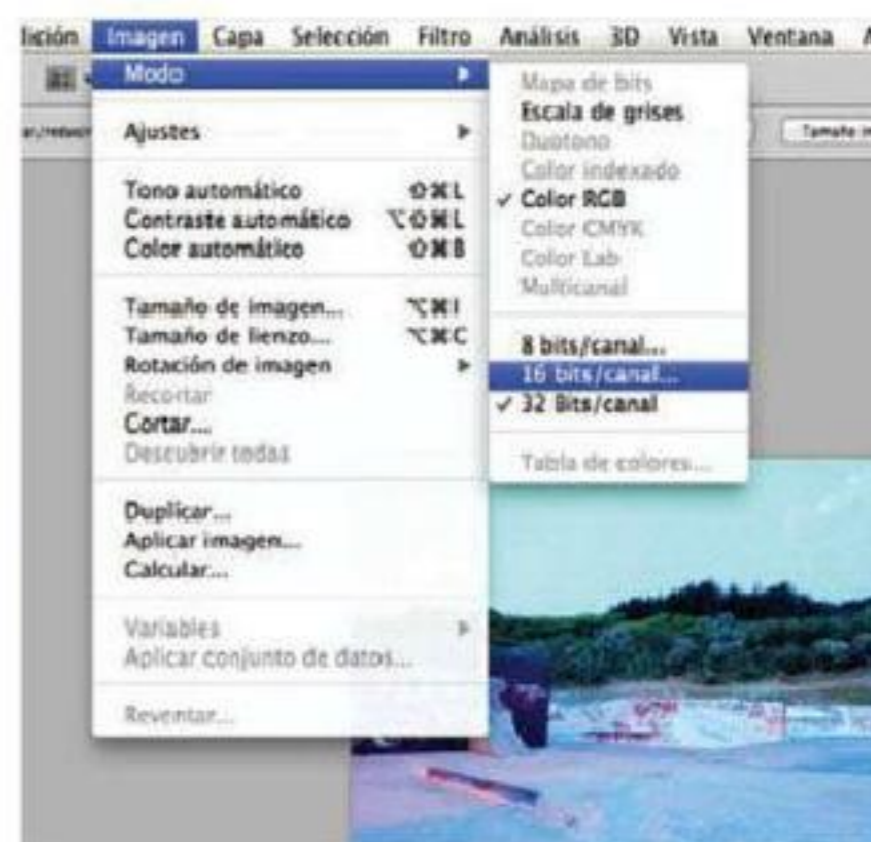 Imagen Capa Selección Filtro Análisis 3D Vista Ventana
Modo
Ajustes
Tono automático ⇧⌘L
Contraste automático ⌥⇧⌘L
Color automático ⇧⌘B
Tamaño de imagen... ⌥⌘I
Tamaño de lienzo... ⌥⌘C
Rotación de imagen
Recortar
Cortar...
Descubrir todas
Duplicar...
Aplicar imagen...
Calcular...
Variables
Aplicar conjunto de datos...
Reventar...
Mapa de bits
Escala de grises
Duotono
Color indexado
✓ Color RGB
Color CMYK
Color Lab
Multicanal
8 bits/canal...
16 bits/canal...
✓ 32 Bits/canal
Tabla de colores...